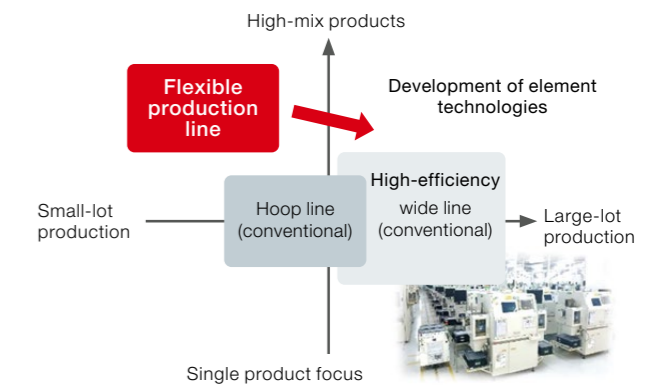 High-mix products
Flexible
production
line
Development of element
technologies
High-efficiency
wide line
(conventional)
Hoop line
(conventional)
Small-lot
production
Large-lot
production
Single product focus